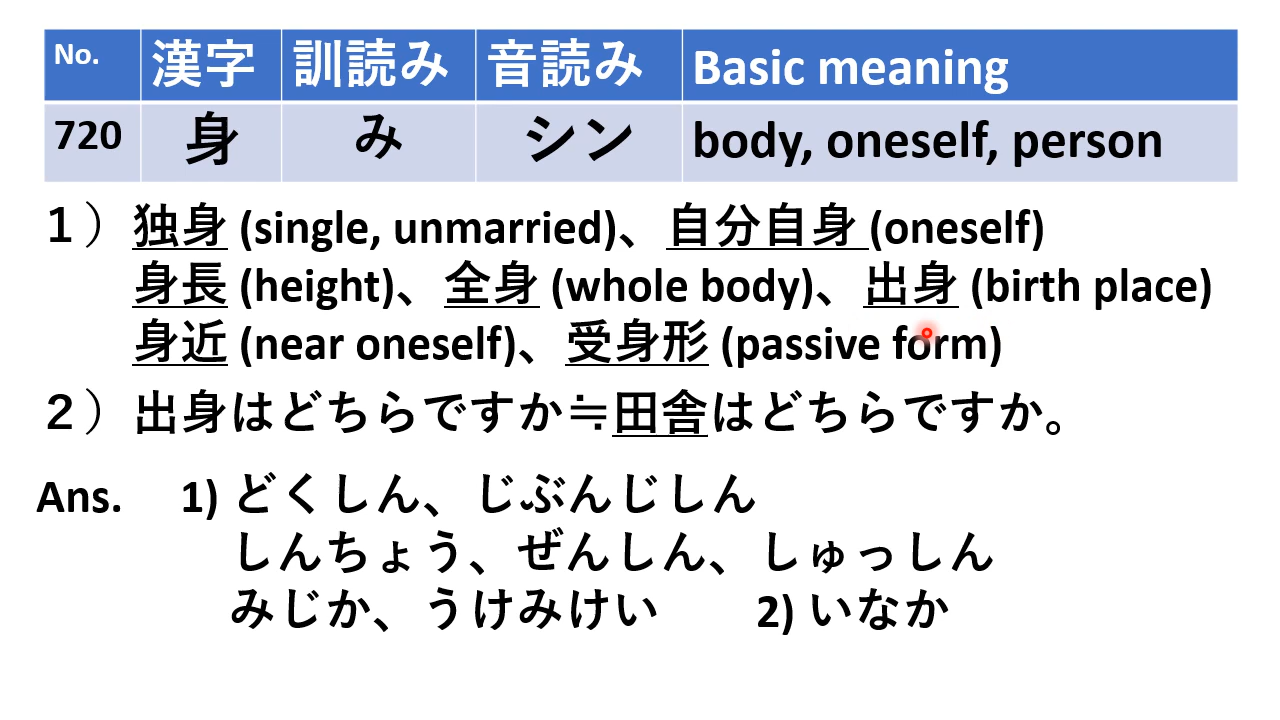 No. 漢字 訓読み 音読み Basic meaning
720 身 み シン body, oneself, person
１）独身 (single, unmarried)、自分自身 (oneself)
身長 (height)、全身 (whole body)、出身 (birth place)
身近 (near oneself)、受身形 (passive form)
２）出身はどちらですか≒田舎はどちらですか。
Ans. 1) どくしん、じぶんじしん
しんちょう、ぜんしん、しゅっしん
みじか、うけみけい 2) いなか